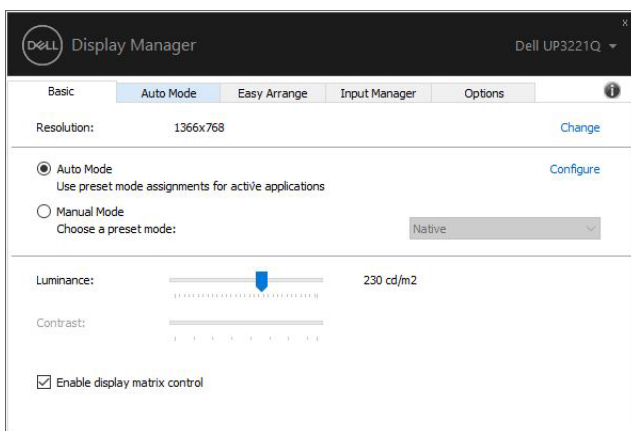 DELL Display Manager Dell UP3221Q
x
Basic Auto Mode Easy Arrange Input Manager Options i
Resolution: 1366x768 Change
Auto Mode Configure
Use preset mode assignments for active applications
Manual Mode
Choose a preset mode: Native
Luminance: 230 cd/m2
Contrast:
Enable display matrix control